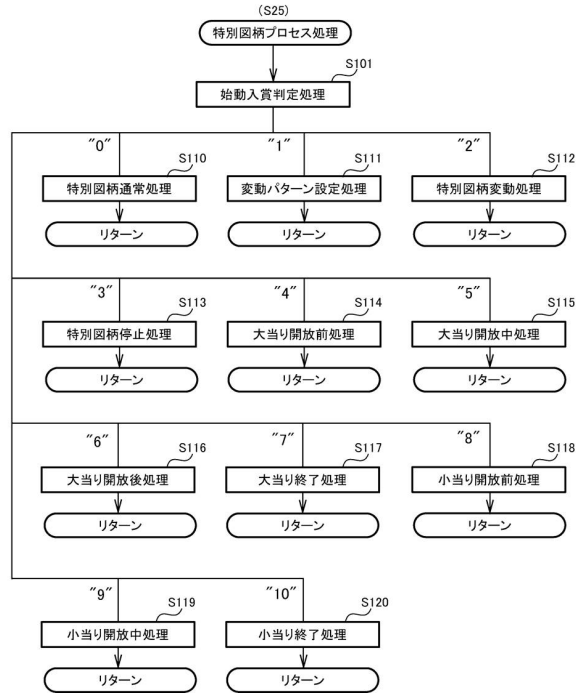 (S25)
特別図柄プロセス処理
S101
始動入賞判定処理
"0"
"1"
"2"
S110
S111
S112
特別図柄通常処理
変動パターン設定処理
特別図柄変動処理
リターン
リターン
リターン
"3"
"4"
"5"
S113
S114
S115
特別図柄停止処理
大当り開放前処理
大当り開放中処理
リターン
リターン
リターン
"6"
"7"
"8"
S116
S117
S118
大当り開放後処理
大当り終了処理
小当り開放前処理
リターン
リターン
リターン
"9"
"10"
S119
S120
小当り開放中処理
小当り終了処理
リターン
リターン